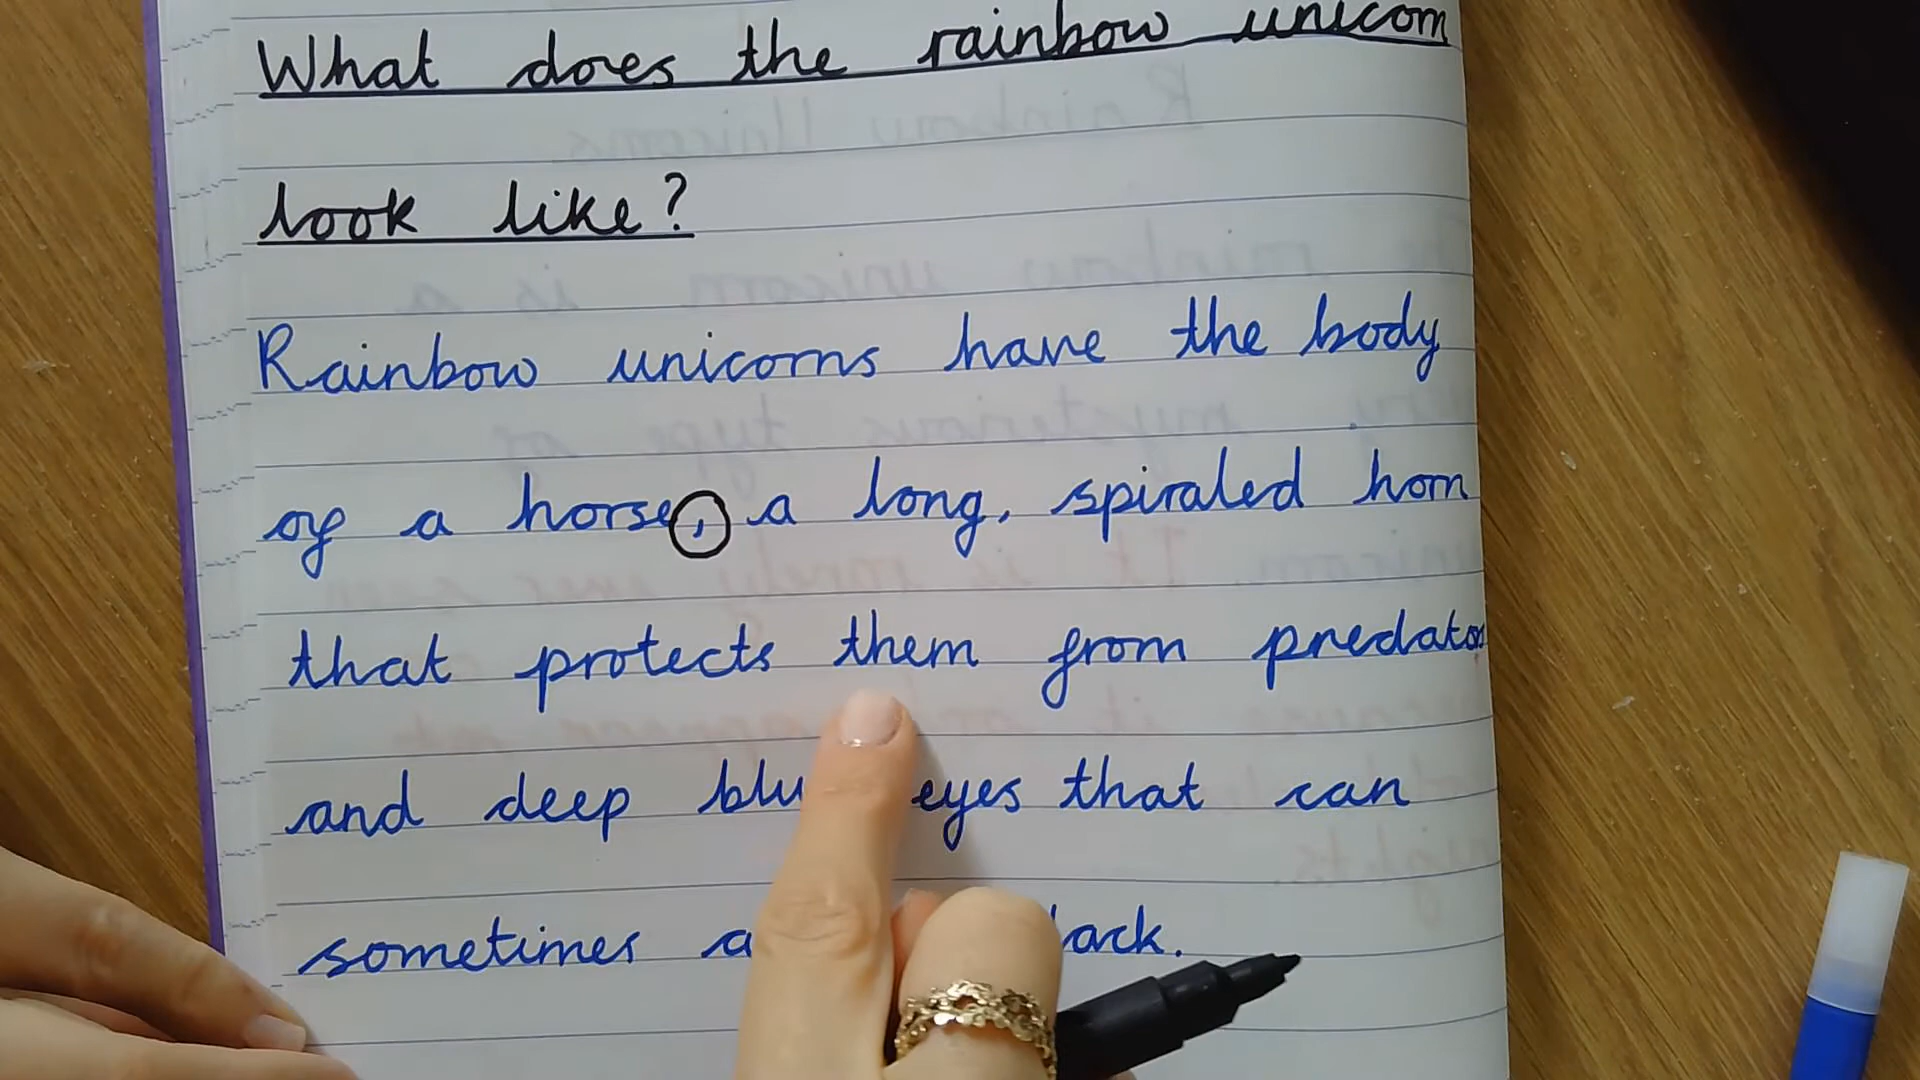 What does the rainbow unicorn
look like?
Rainbow unicorns have the body
of a horse, a long, spiraled horn
that protects them from predators
and deep eyes that can
sometimes